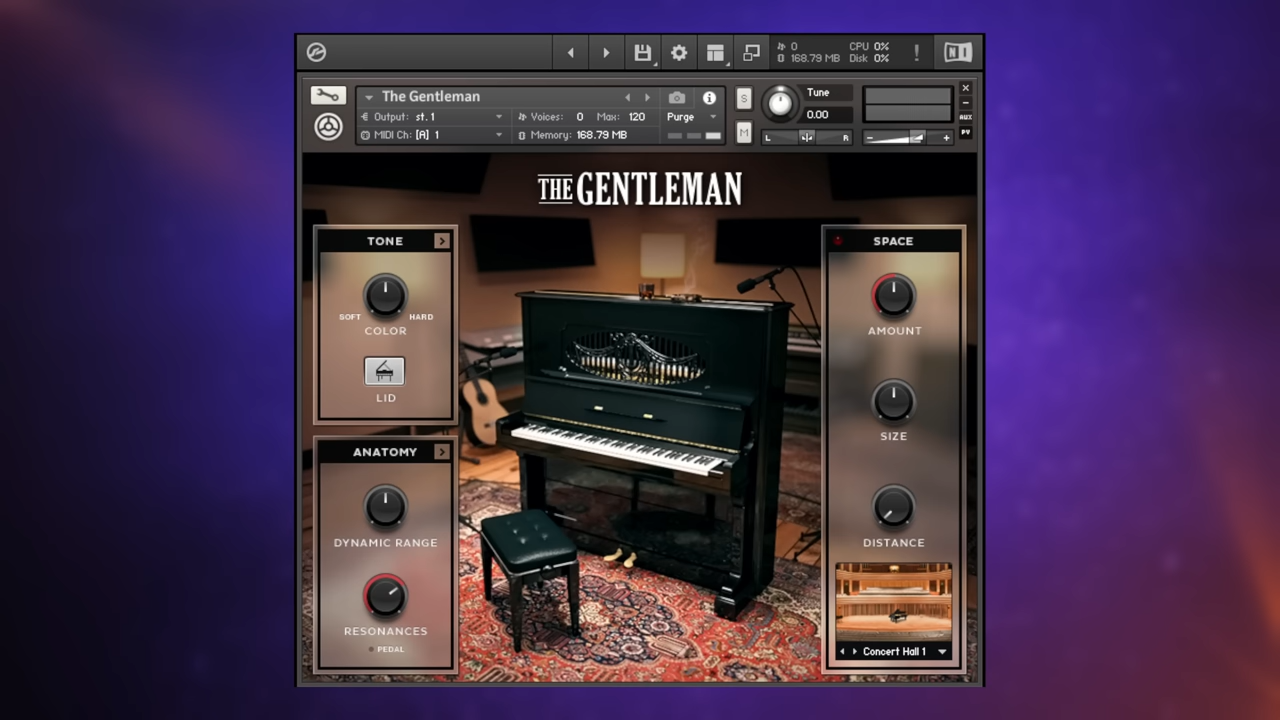 0
168.79 MB
CPU 0%
Disk 0%
!
NI
The Gentleman
Output: st.1
MIDI Ch: [A] 1
Voices: 0 Max: 120
Memory: 168.79 MB
Purge
S
M
Tune
0.00
L R
- +
AUX
PV
THE GENTLEMAN
TONE
SOFT HARD
COLOR
LID
ANATOMY
DYNAMIC RANGE
RESONANCES
PEDAL
SPACE
AMOUNT
SIZE
DISTANCE
Concert Hall 1